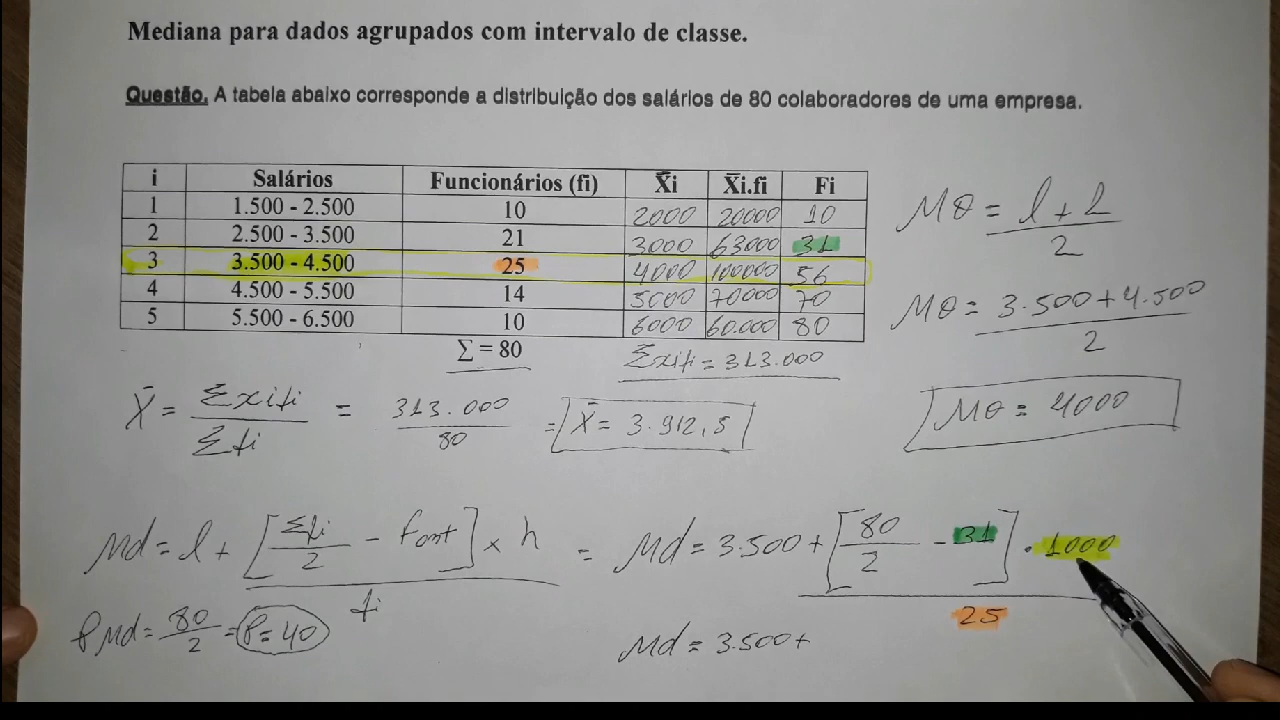 Mediana para dados agrupados com intervalo de classe.
Questão. A tabela abaixo corresponde a distribuição dos salários de 80 colaboradores de uma empresa.
i Salários Funcionários (fi) X̄i X̄i.fi Fi
1 1.500 - 2.500 10 2000 20000 10
2 2.500 - 3.500 21 3000 63000 31
3 3.500 - 4.500 25 4000 100000 56
4 4.500 - 5.500 14 5000 70000 70
5 5.500 - 6.500 10 6000 60.000 80
Σ = 80 Σxifi = 313.000
Mθ = l + L / 2
Mθ = 3.500 + 4.500 / 2
Mθ = 4000
X̄ = Σxifi / Σfi = 313.000 / 80 = X̄ = 3.912,5
Md = l + [Σfi / 2 - Fant] x h / fi = Md = 3.500 + [80 / 2 - 31] . 1000 / 25
PMd = 80 / 2 = P = 40
Md = 3.500 +